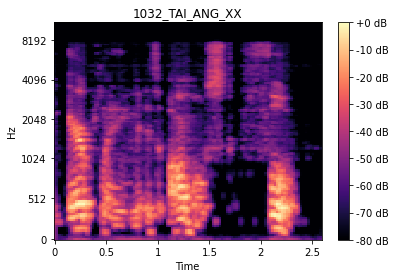 1032_TAI_ANG_XX
Hz
8192
4096
2048
1024
512
0
0 0.5 1 1.5 2 2.5
Time
+0 dB
-10 dB
-20 dB
-30 dB
-40 dB
-50 dB
-60 dB
-70 dB
-80 dB